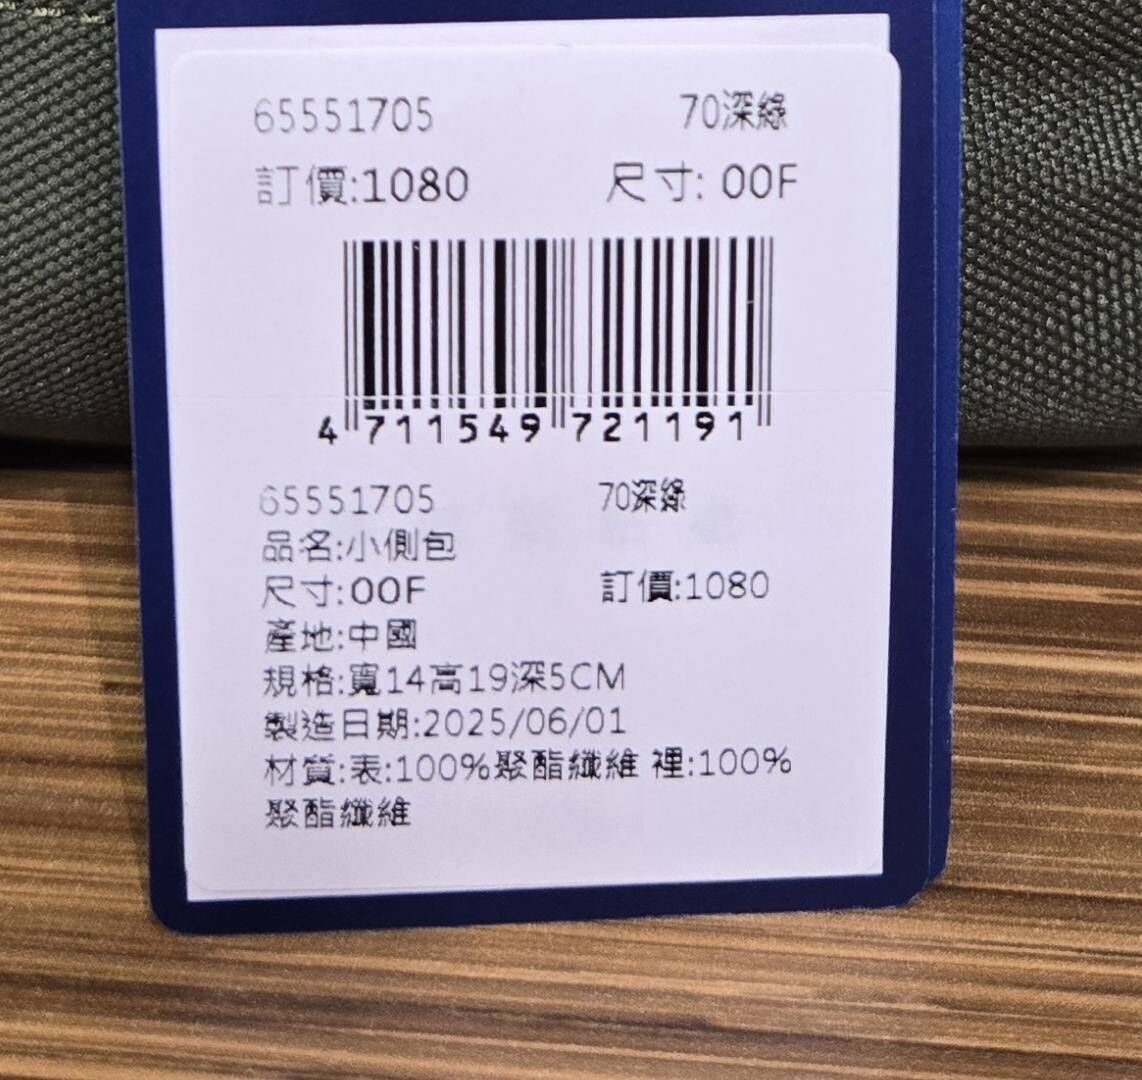 65551705 70深綠
訂價:1080 尺寸: 00F
4 711549 721191
65551705 70深綠
品名:小側包
尺寸:00F 訂價:1080
產地:中國
規格:寬14高19深5CM
製造日期:2025/06/01
材質:表:100%聚酯纖維 裡:100%
聚酯纖維